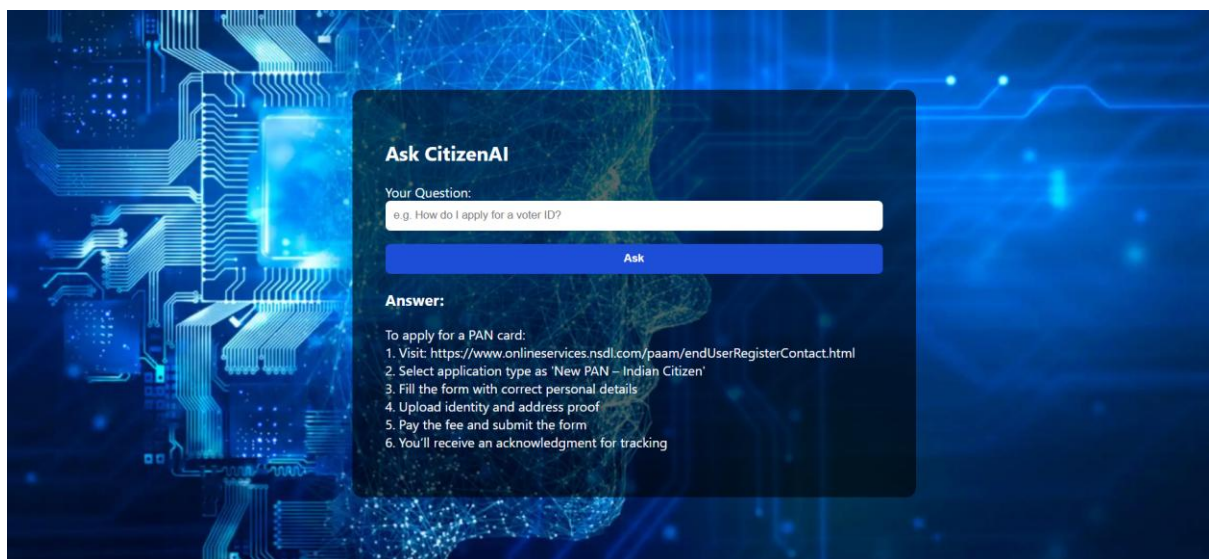 Ask CitizenAI
Your Question:
e.g. How do I apply for a voter ID?
Ask
Answer:
To apply for a PAN card:
1. Visit: https://www.onlineservices.nsdl.com/paam/endUserRegisterContact.html
2. Select application type as 'New PAN – Indian Citizen'
3. Fill the form with correct personal details
4. Upload identity and address proof
5. Pay the fee and submit the form
6. You'll receive an acknowledgment for tracking